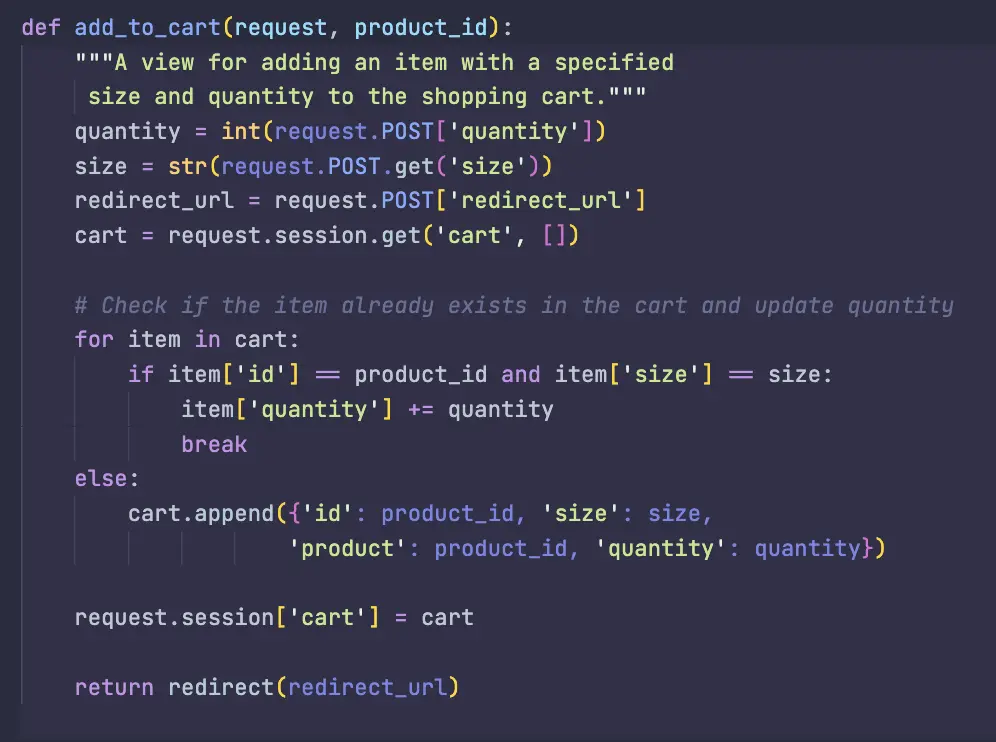 def add_to_cart(request, product_id):
    """A view for adding an item with a specified
     size and quantity to the shopping cart."""
    quantity = int(request.POST['quantity'])
    size = str(request.POST.get('size'))
    redirect_url = request.POST['redirect_url']
    cart = request.session.get('cart', [])

    # Check if the item already exists in the cart and update quantity
    for item in cart:
        if item['id'] == product_id and item['size'] == size:
            item['quantity'] += quantity
            break
    else:
        cart.append({'id': product_id, 'size': size,
                    'product': product_id, 'quantity': quantity})

    request.session['cart'] = cart

    return redirect(redirect_url)